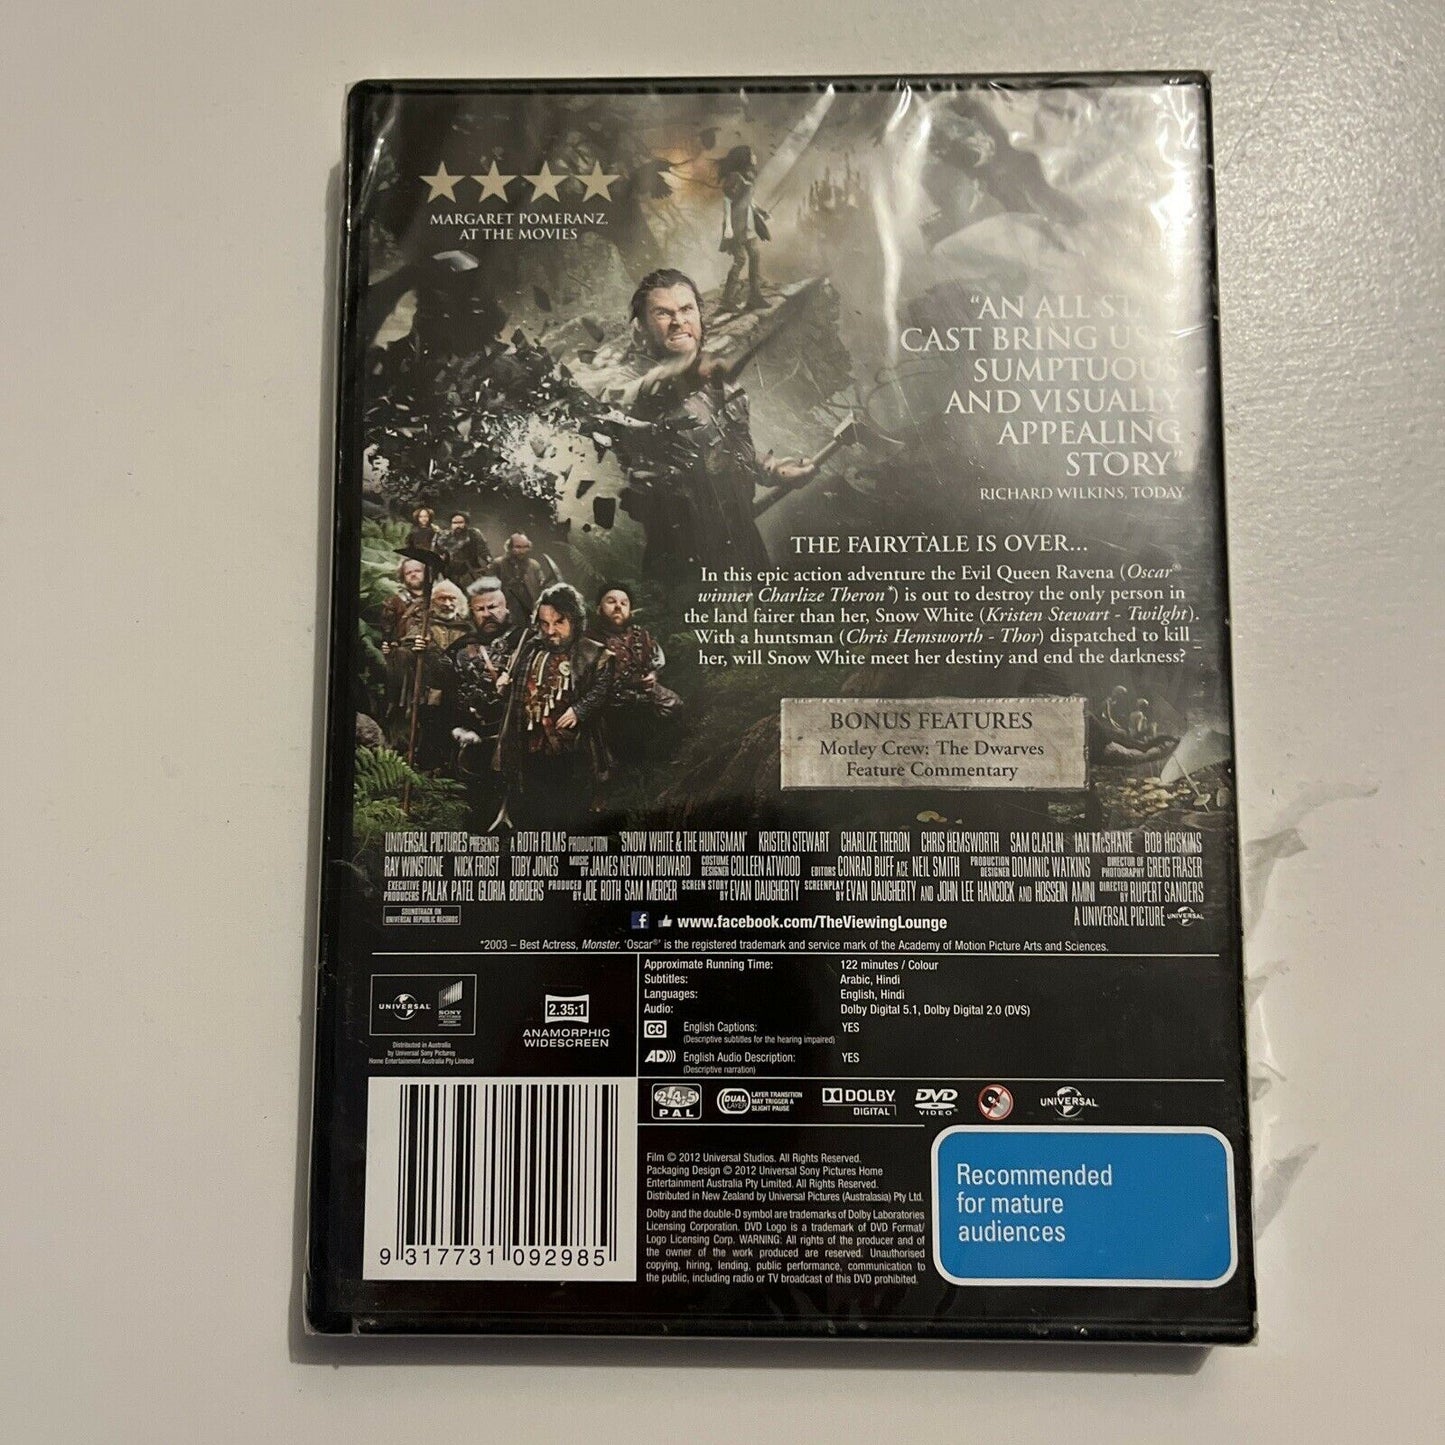 MARGARET POMERANZ,
AT THE MOVIES
"AN ALL
CAST BRING US
SUMPTUOUS
AND VISUALLY
APPEALING
STORY"
RICHARD WILKINS, TODAY
THE FAIRYTALE IS OVER...
In this epic action adventure the Evil Queen Ravena (Oscar®
winner Charlize Theron*) is out to destroy the only person in
the land fairer than her, Snow White (Kristen Stewart - Twilght).
With a huntsman (Chris Hemsworth - Thor) dispatched to kill
her, will Snow White meet her destiny and end the darkness?
BONUS FEATURES
Motley Crew: The Dwarves
Feature Commentary
UNIVERSAL PICTURES PRESENTS A ROTH FILMS PRODUCTION "SNOW WHITE & THE HUNTSMAN" KRISTEN STEWART CHARLIZE THERON CHRIS HEMSWORTH SAM CLAFLIN IAN McSHANE BOB HOSKINS
RAY WINSTONE NICK FROST TOBY JONES MUSIC BY JAMES NEWTON HOWARD COSTUME DESIGNER COLLEEN ATWOOD EDITORS CONRAD BUFF ACE NEIL SMITH PRODUCTION DESIGNER DOMINIC WATKINS DIRECTOR OF PHOTOGRAPHY GREIG FRASER
EXECUTIVE PRODUCERS PALAK PATEL GLORIA BORDERS PRODUCED BY JOE ROTH SAM MERCER SCREEN STORY BY EVAN DAUGHERTY SCREENPLAY BY EVAN DAUGHERTY AND JOHN LEE HANCOCK AND HOSSEIN AMINI DIRECTED BY RUPERT SANDERS
SOUNDTRACK ON
UNIVERSAL REPUBLIC RECORDS
www.facebook.com/TheViewingLounge
A UNIVERSAL PICTURE UNIVERSAL
*2003 – Best Actress, Monster. 'Oscar®' is the registered trademark and service mark of the Academy of Motion Picture Arts and Sciences.
UNIVERSAL
SONY
PICTURES
Distributed in Australia
by Universal Sony Pictures
Home Entertainment Australia Pty Limited
2.35:1
ANAMORPHIC
WIDESCREEN
Approximate Running Time: 122 minutes / Colour
Subtitles: Arabic, Hindi
Languages: English, Hindi
Audio: Dolby Digital 5.1, Dolby Digital 2.0 (DVS)
CC English Captions: YES
(Descriptive subtitles for the hearing impaired)
AD))) English Audio Description: YES
(Descriptive narration)
2·4·5
PAL
DUAL
LAYER
LAYER TRANSITION
MAY TRIGGER A
SLIGHT PAUSE
DOLBY
DIGITAL
DVD
VIDEO
UNIVERSAL
Film © 2012 Universal Studios. All Rights Reserved.
Packaging Design © 2012 Universal Sony Pictures Home
Entertainment Australia Pty Limited. All Rights Reserved.
Distributed in New Zealand by Universal Pictures (Australasia) Pty Ltd.
Dolby and the double-D symbol are trademarks of Dolby Laboratories
Licensing Corporation. DVD Logo is a trademark of DVD Format/
Logo Licensing Corp. WARNING: All rights of the producer and of
the owner of the work produced are reserved. Unauthorised
copying, hiring, lending, public performance, communication to
the public, including radio or TV broadcast of this DVD prohibited.
Recommended
for mature
audiences
9 317731 092985